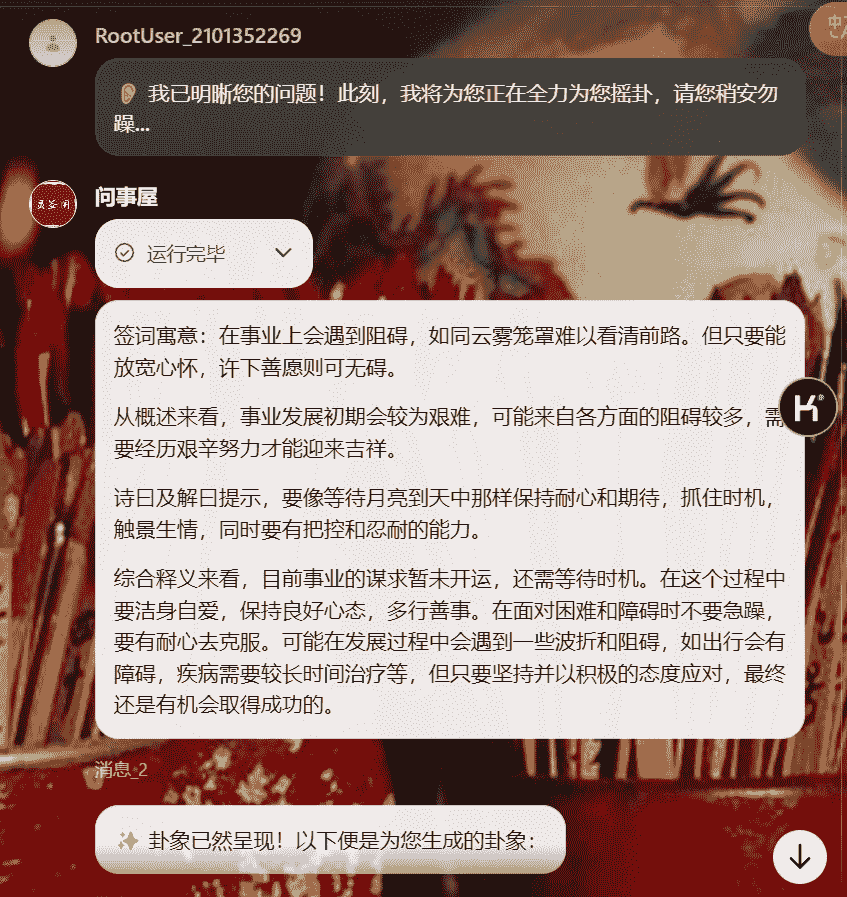 RootUser_2101352269
我已明晰您的问题！此刻，我将为您正在全力为您摇卦，请您稍安勿
躁...
问事屋
运行完毕
签词寓意：在事业上会遇到阻碍，如同云雾笼罩难以看清前路。但只要能
放宽心怀，许下善愿则可无碍。
从概述来看，事业发展初期会较为艰难，可能来自各方面的阻碍较多，需
要经历艰辛努力才能迎来吉祥。
诗曰及解曰提示，要像等待月亮到天中那样保持耐心和期待，抓住时机，
触景生情，同时要有把控和忍耐的能力。
综合释义来看，目前事业的谋求暂未开运，还需等待时机。在这个过程中
要洁身自爱，保持良好心态，多行善事。在面对困难和障碍时不要急躁，
要有耐心去克服。可能在发展过程中会遇到一些波折和阻碍，如出行会有
障碍，疾病需要较长时间治疗等，但只要坚持并以积极的态度应对，最终
还是有机会取得成功的。
消息_2
卦象已然呈现！以下便是为您生成的卦象：